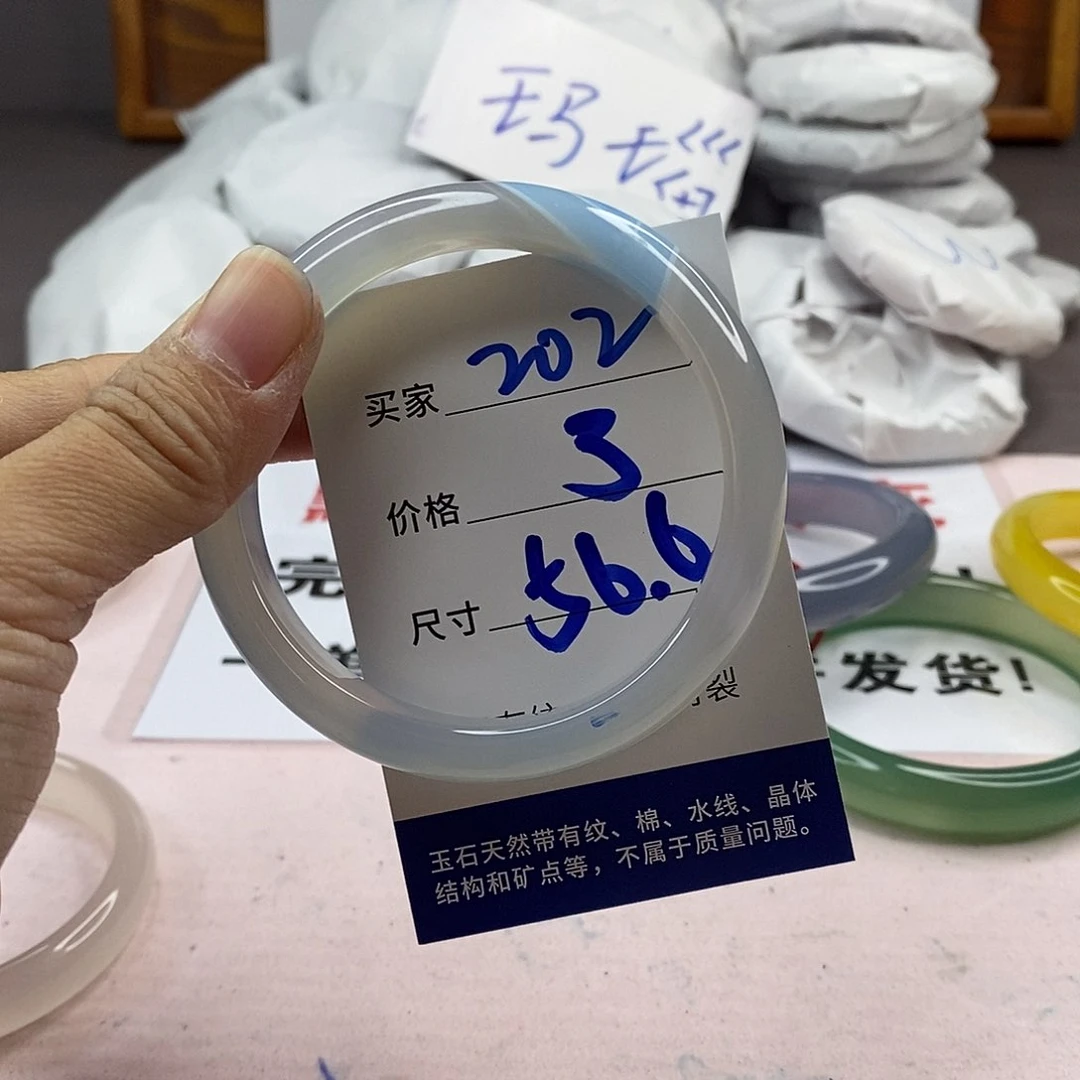 玛瑙
买家 202
价格 3
尺寸 56.6
裂
玉石天然带有纹、棉、水线、晶体
结构和矿点等，不属于质量问题。
发货!